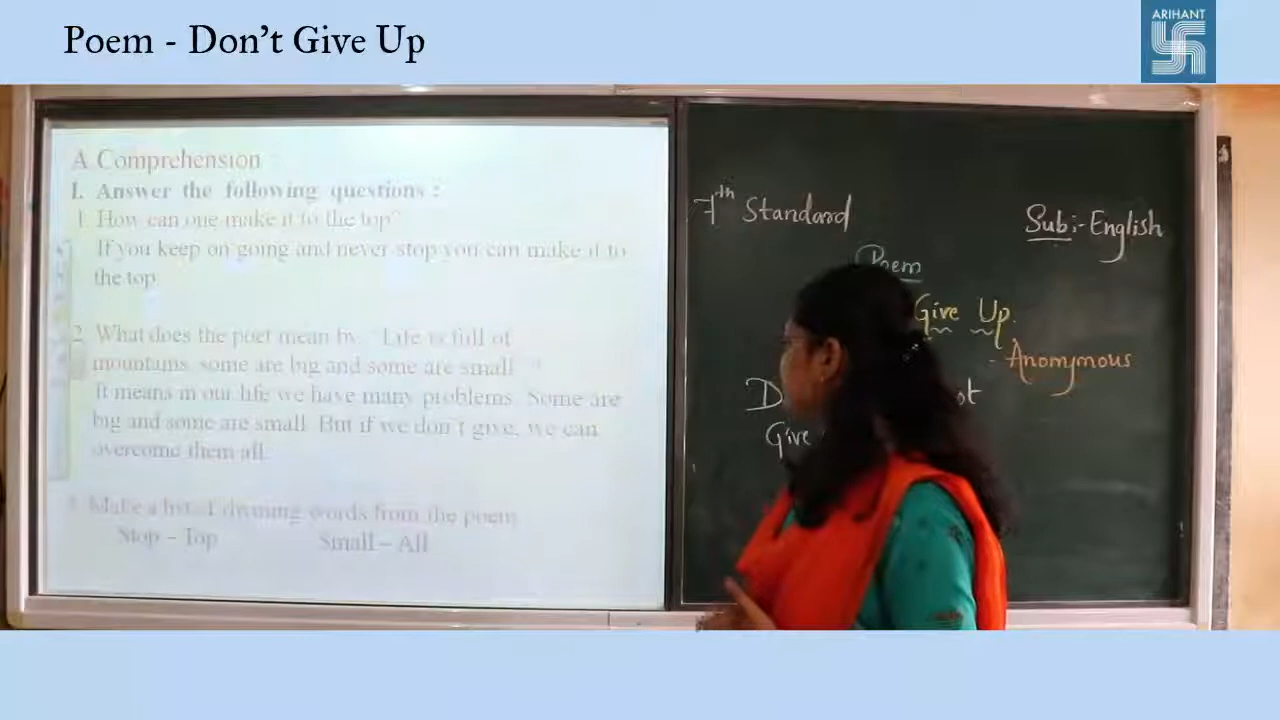 Poem - Don't Give Up
ARIHANT
A Comprehension
I. Answer the following questions :
1. How can one make it to the top?
If you keep on going and never stop you can make it to
the top.
2. What does the poet mean by "Life is full of
mountains, some are big and some are small."
It means in our life we have many problems. Some are
big and some are small. But if we don't give, we can
overcome them all.
Make a list of rhyming words from the poem
Stop – Top Small – All
7th Standard
Sub:- English
Poem
Give Up.
- Anonymous
Give